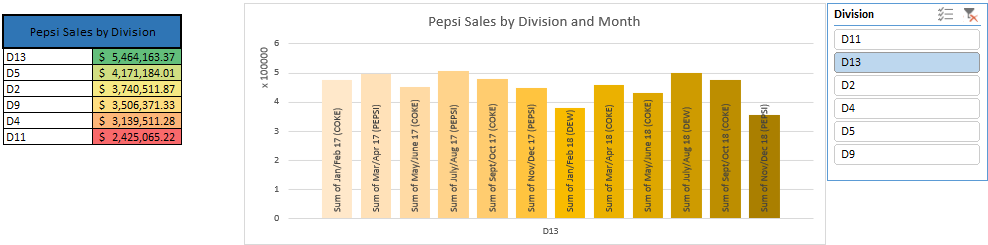 Pepsi Sales by Division
D13 $ 5,464,163.37
D5 $ 4,171,184.01
D2 $ 3,740,511.87
D9 $ 3,506,371.33
D4 $ 3,139,511.28
D11 $ 2,425,065.22
Pepsi Sales by Division and Month
x 100000
6
5
4
3
2
1
0
Sum of Jan/Feb 17 (COKE)
Sum of Mar/Apr 17 (PEPSI)
Sum of May/June 17 (COKE)
Sum of July/Aug 17 (PEPSI)
Sum of Sept/Oct 17 (COKE)
Sum of Nov/Dec 17 (PEPSI)
Sum of Jan/Feb 18 (DEW)
Sum of Mar/Apr 18 (PEPSI)
Sum of May/June 18 (COKE)
Sum of July/Aug 18 (DEW)
Sum of Sept/Oct 18 (COKE)
Sum of Nov/Dec 18 (PEPSI)
D13
Division
D11
D13
D2
D4
D5
D9